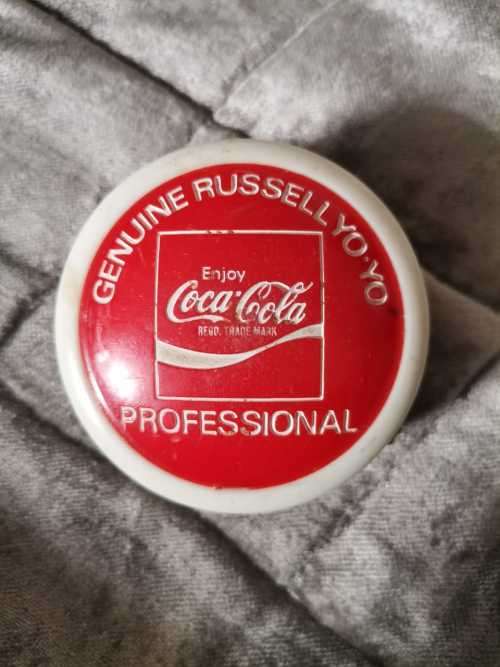 GENUINE RUSSELL YO-YO
Enjoy
Coca-Cola
REGD. TRADE MARK
PROFESSIONAL